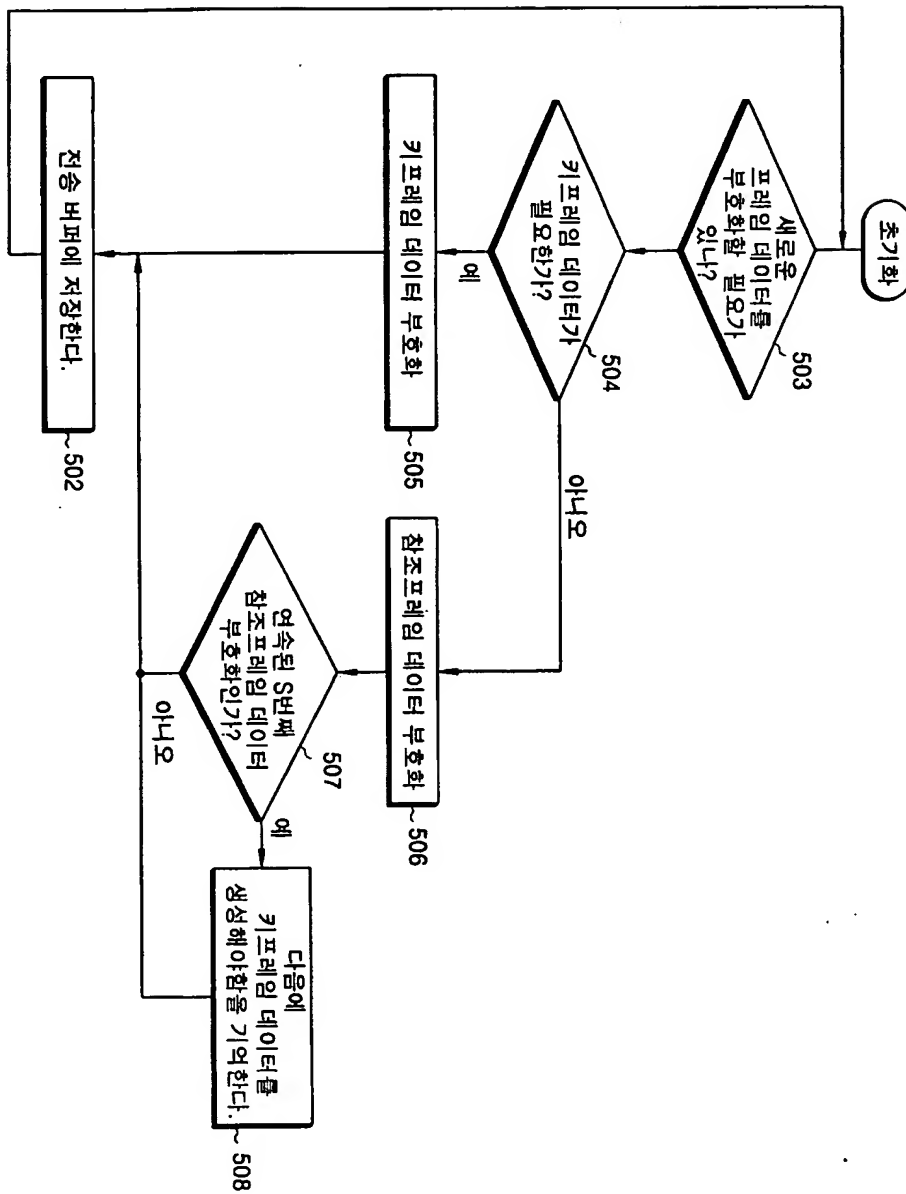 초기화
새로운
프레임 데이터를
부호화할 필요가
있나?
503
키프레임 데이터가
필요한가?
504
예
아니오
키프레임 데이터 부호화
505
참조프레임 데이터 부호화
506
연속된 S번째
참조프레임 데이터
부호화인가?
507
예
아니오
다음에
키프레임 데이터를
생성해야함을 기억한다.
508
전송 버퍼에 저장한다.
502